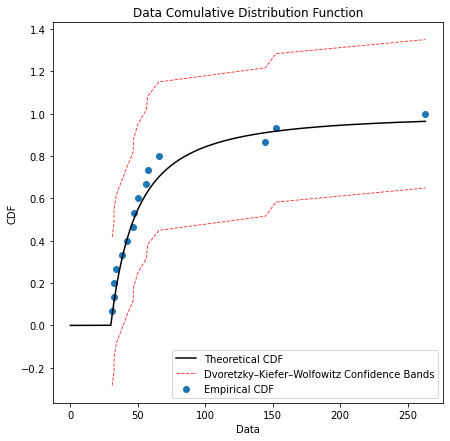 Data Comulative Distribution Function
1.4
1.2
1.0
0.8
0.6
0.4
0.2
0.0
−0.2
CDF
Theoretical CDF
Dvoretzky–Kiefer–Wolfowitz Confidence Bands
Empirical CDF
0 50 100 150 200 250
Data